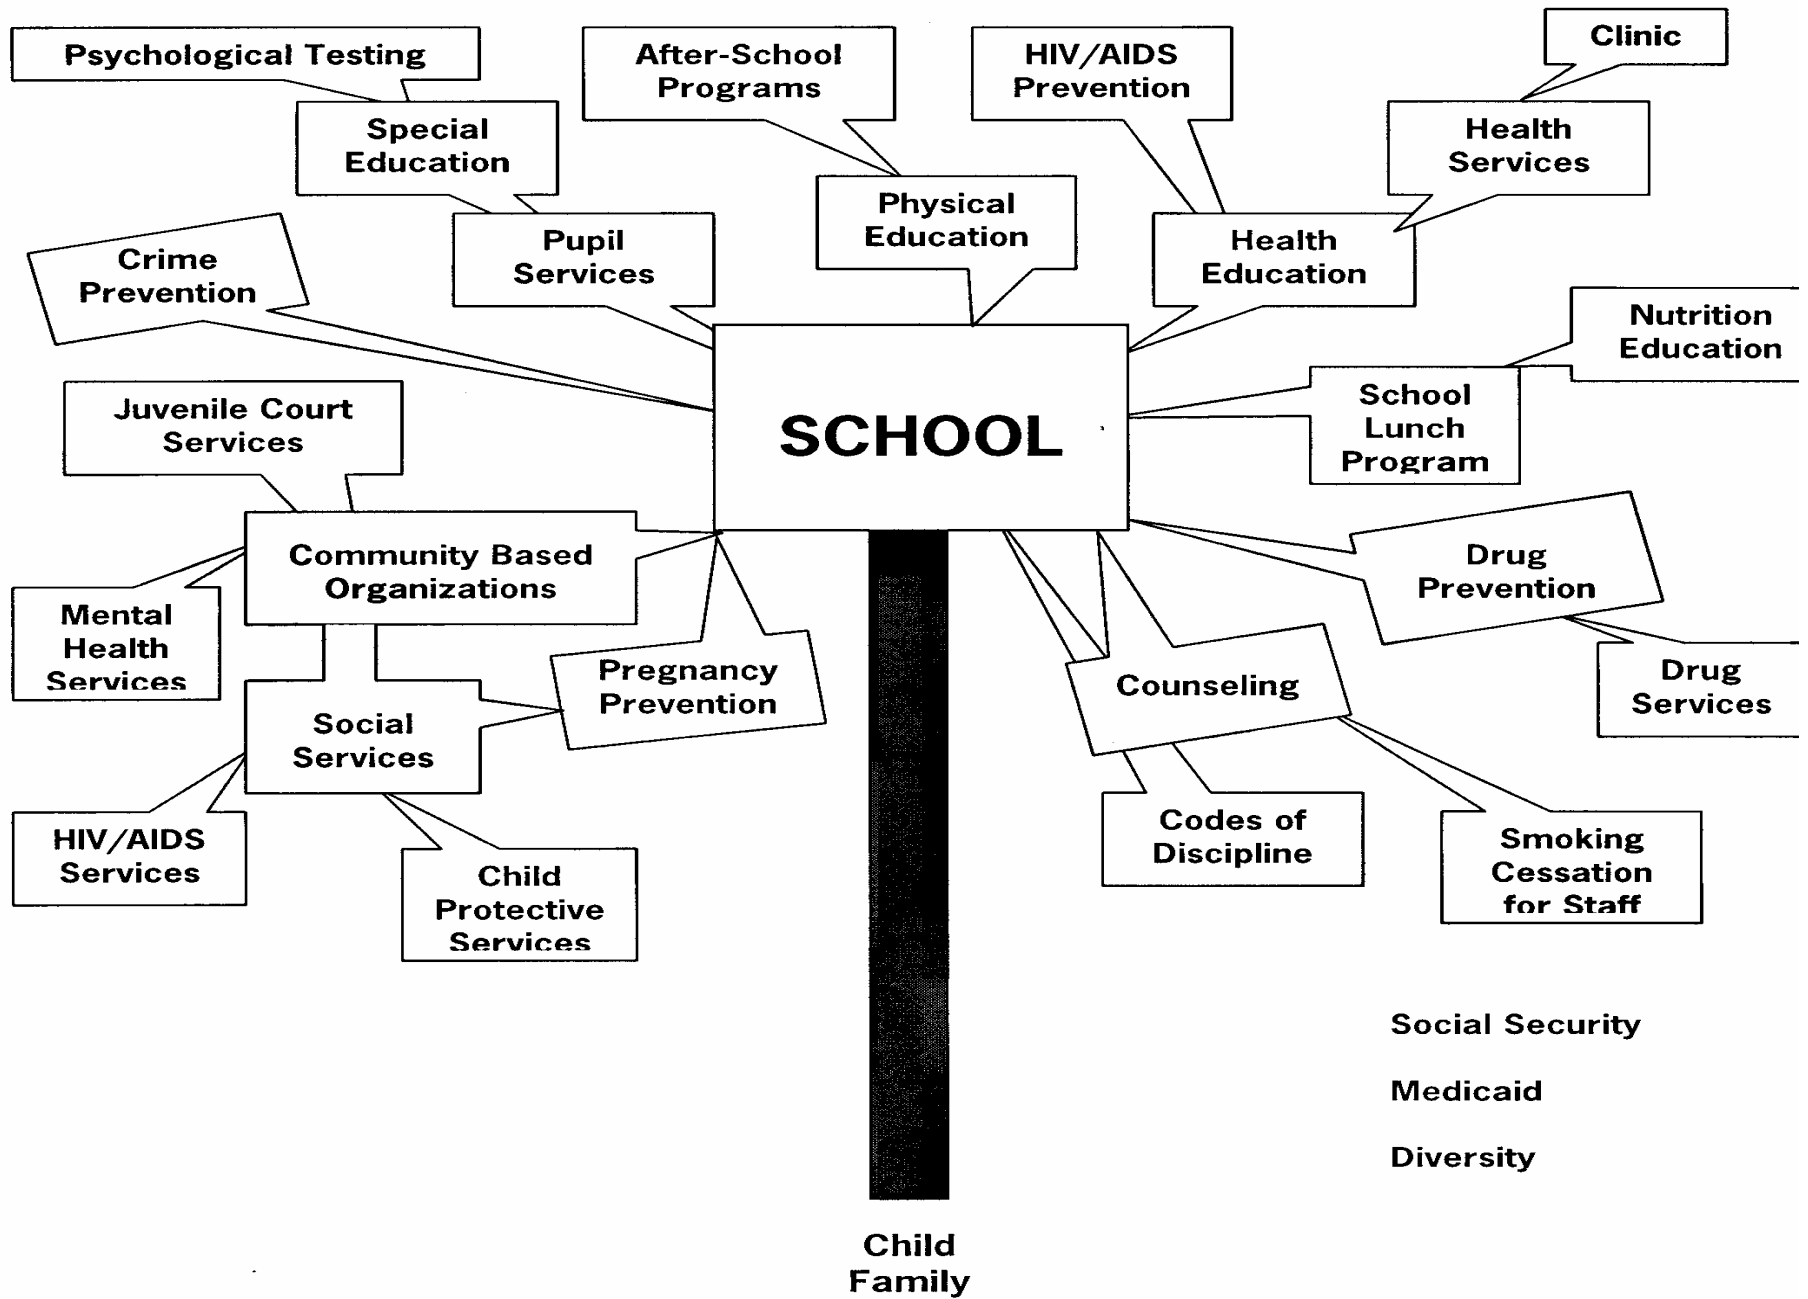 Psychological Testing
After-School
Programs
HIV/AIDS
Prevention
Clinic
Special
Education
Health
Services
Physical
Education
Pupil
Services
Health
Education
Crime
Prevention
Nutrition
Education
Juvenile Court
Services
SCHOOL
School
Lunch
Program
Community Based
Organizations
Drug
Prevention
Mental
Health
Services
Pregnancy
Prevention
Counseling
Drug
Services
Social
Services
HIV/AIDS
Services
Child
Protective
Services
Codes of
Discipline
Smoking
Cessation
for Staff
Social Security
Medicaid
Diversity
Child
Family